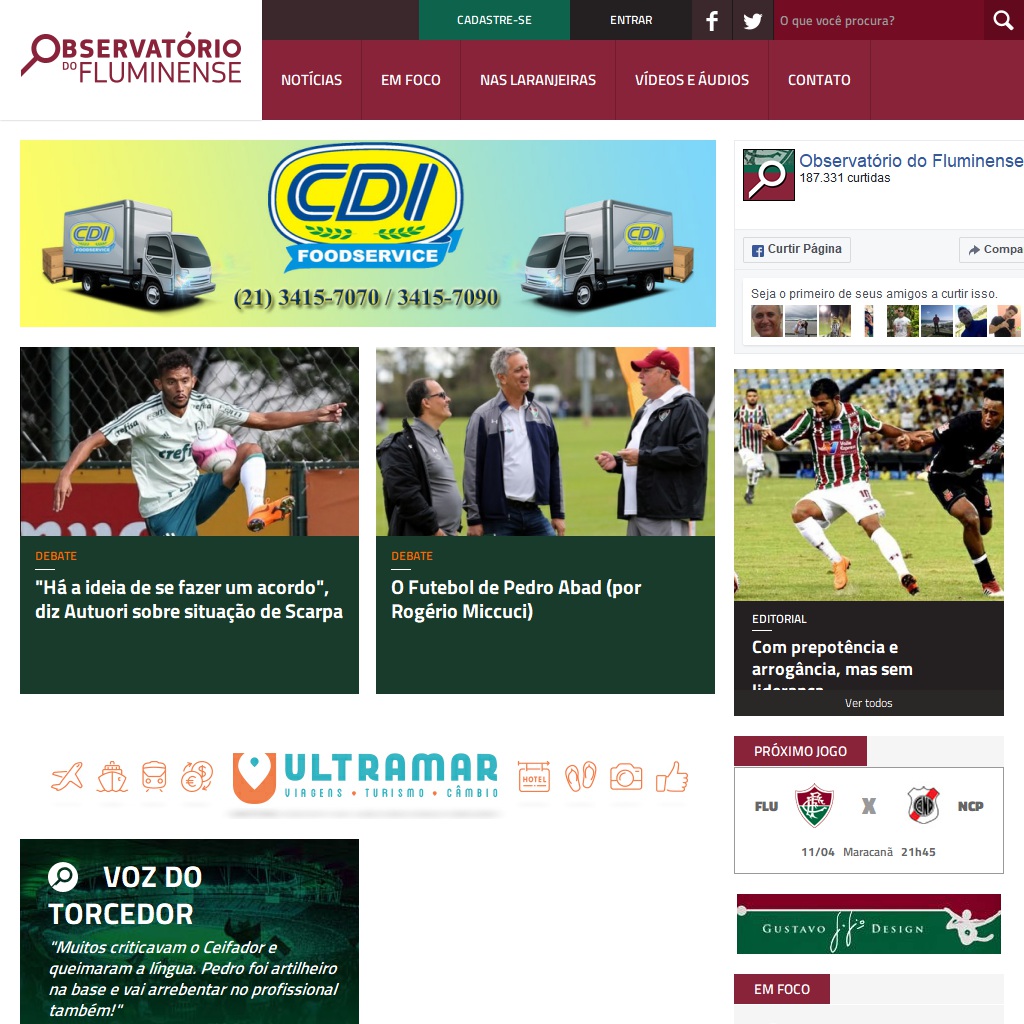 OBSERVATÓRIO
DO FLUMINENSE
CADASTRE-SE
ENTRAR
O que você procura?
NOTÍCIAS
EM FOCO
NAS LARANJEIRAS
VÍDEOS E ÁUDIOS
CONTATO
CDI
FOODSERVICE
CDI
CDI
(21) 3415-7070 / 3415-7090
Observatório do Fluminense
187.331 curtidas
Curtir Página
Compa
Seja o primeiro de seus amigos a curtir isso.
DEBATE
"Há a ideia de se fazer um acordo",
diz Autuori sobre situação de Scarpa
DEBATE
O Futebol de Pedro Abad (por
Rogério Miccuci)
EDITORIAL
Com prepotência e
arrogância, mas sem
liderança
Ver todos
HOTEL
ULTRAMAR
VIAGENS • TURISMO • CÂMBIO
PRÓXIMO JOGO
FLU
X
NCP
11/04 Maracanã 21h45
VOZ DO
TORCEDOR
"Muitos criticavam o Ceifador e
queimaram a língua. Pedro foi artilheiro
na base e vai arrebentar no profissional
também!"
GUSTAVO
DESIGN
EM FOCO